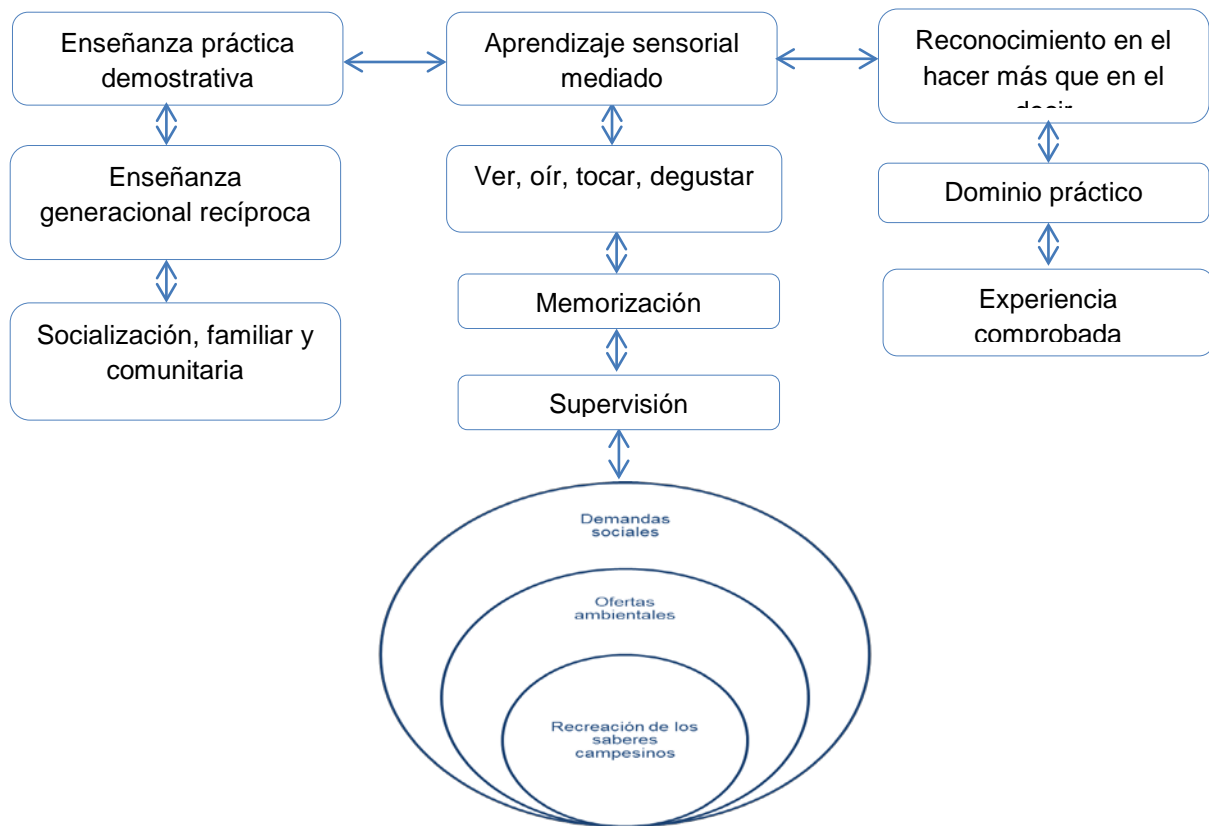 Enseñanza práctica
demostrativa
Aprendizaje sensorial
mediado
Reconocimiento en el
hacer más que en el
decir
Enseñanza
generacional recíproca
Ver, oír, tocar, degustar
Dominio práctico
Socialización, familiar y
comunitaria
Memorización
Experiencia
comprobada
Supervisión
Demandas
sociales
Ofertas
ambientales
Recreación de los
saberes
campesinos